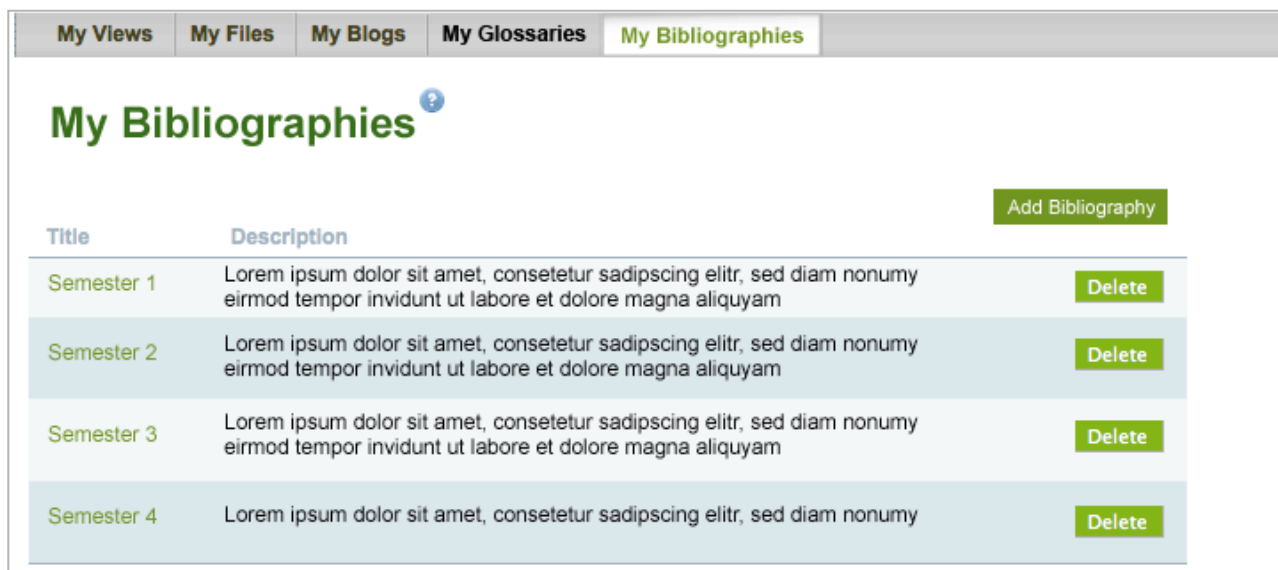 My Views My Files My Blogs My Glossaries My Bibliographies
My Bibliographies ?
Add Bibliography
Title Description
Semester 1 Lorem ipsum dolor sit amet, consetetur sadipscing elitr, sed diam nonumy
eirmod tempor invidunt ut labore et dolore magna aliquyam Delete
Semester 2 Lorem ipsum dolor sit amet, consetetur sadipscing elitr, sed diam nonumy
eirmod tempor invidunt ut labore et dolore magna aliquyam Delete
Semester 3 Lorem ipsum dolor sit amet, consetetur sadipscing elitr, sed diam nonumy
eirmod tempor invidunt ut labore et dolore magna aliquyam Delete
Semester 4 Lorem ipsum dolor sit amet, consetetur sadipscing elitr, sed diam nonumy Delete